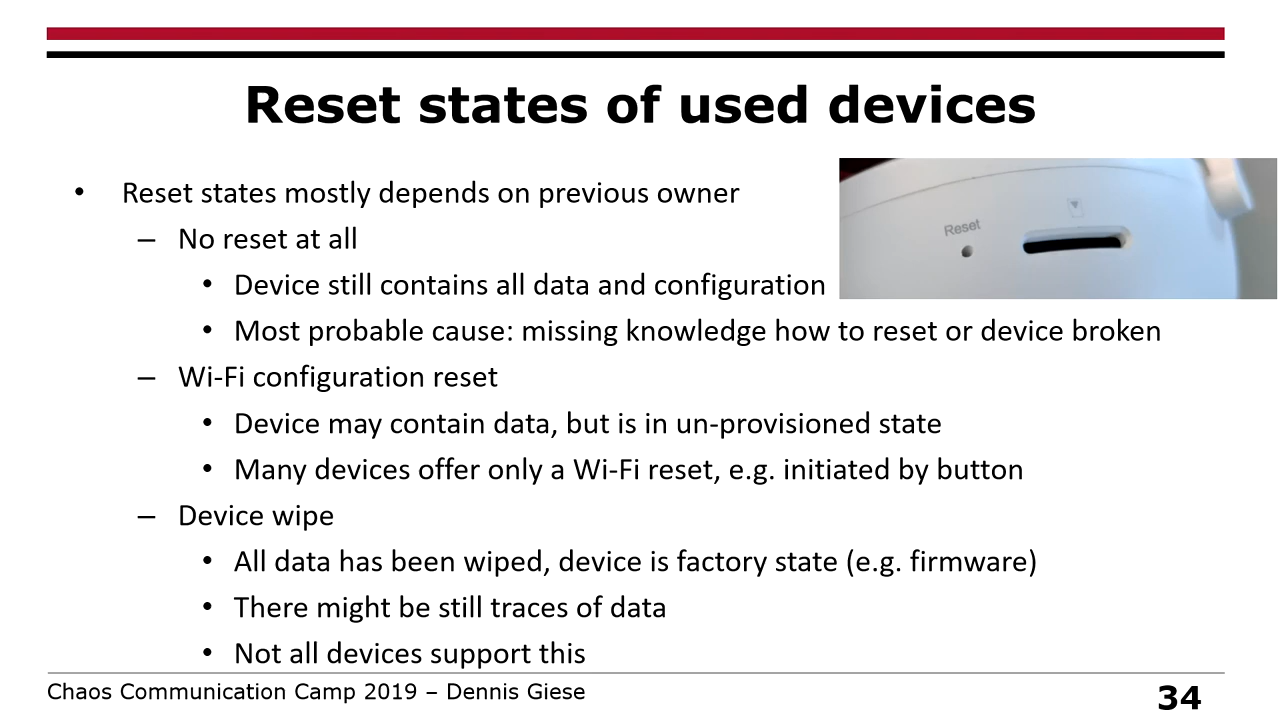 Reset states of used devices
• Reset states mostly depends on previous owner
– No reset at all
• Device still contains all data and configuration
• Most probable cause: missing knowledge how to reset or device broken
– Wi-Fi configuration reset
• Device may contain data, but is in un-provisioned state
• Many devices offer only a Wi-Fi reset, e.g. initiated by button
– Device wipe
• All data has been wiped, device is factory state (e.g. firmware)
• There might be still traces of data
• Not all devices support this
Reset
Chaos Communication Camp 2019 – Dennis Giese
34